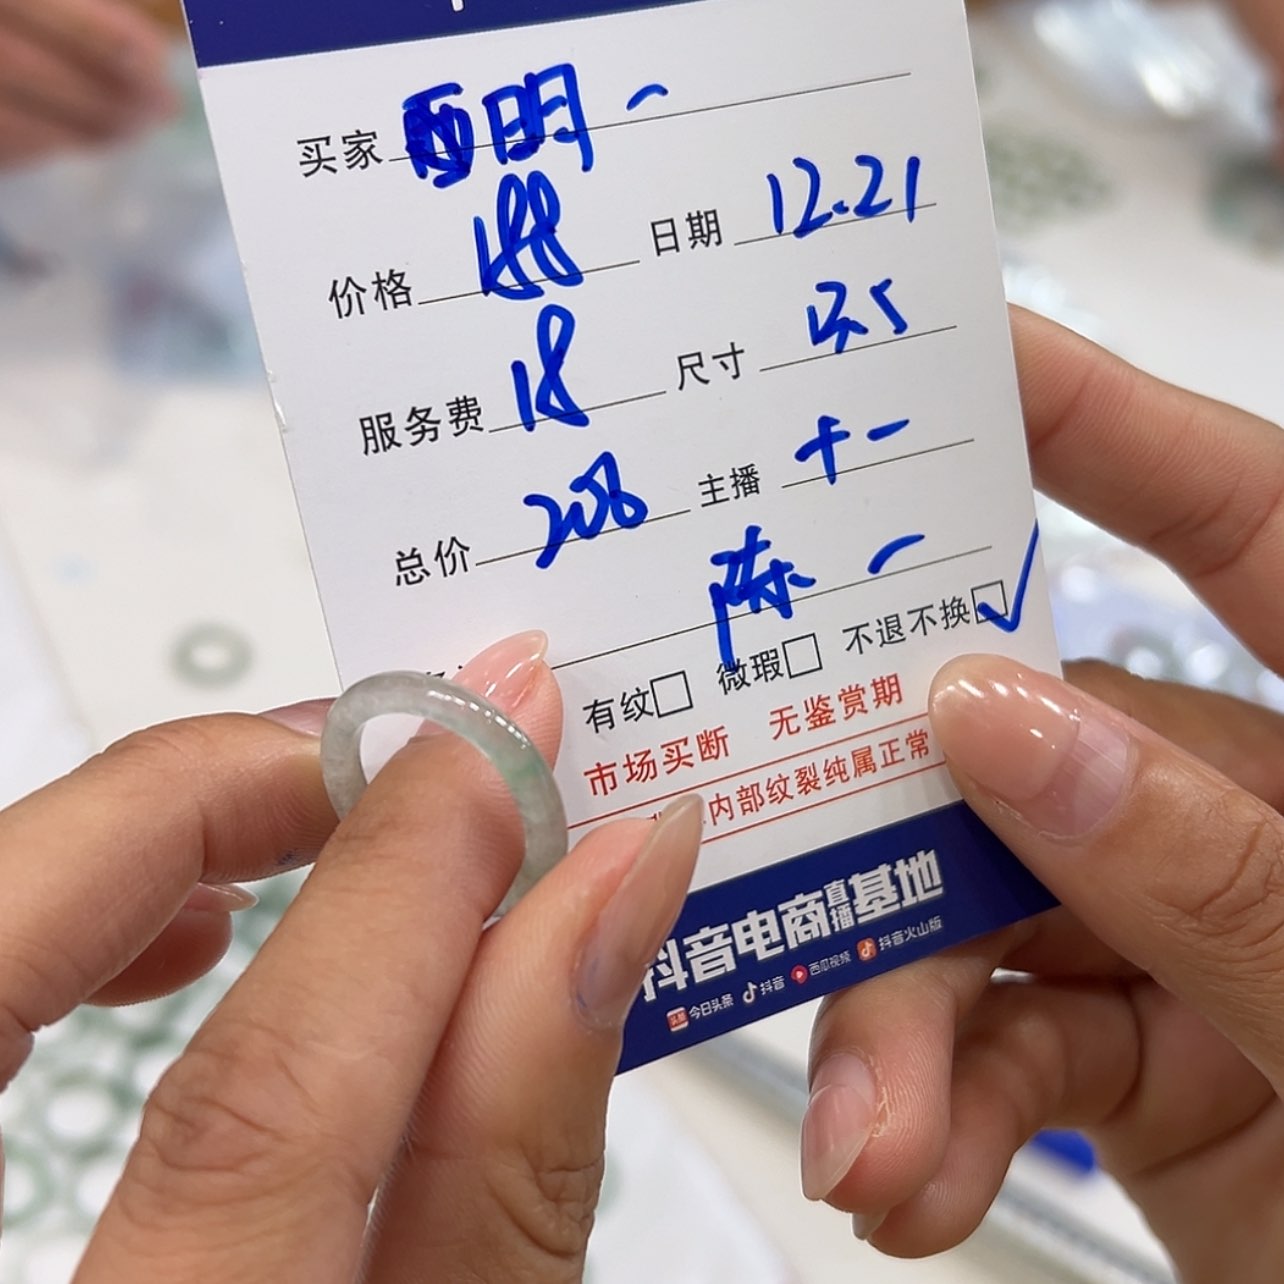 买家 西明
价格 188 日期 12.21
服务费 18 尺寸 13.5
总价 208 主播 十一
陈
有纹□ 微瑕□ 不退不换☑
市场买断 无鉴赏期
内部纹裂纯属正常
抖音电商直播基地
头条 今日头条 抖音 西瓜视频 抖音火山版